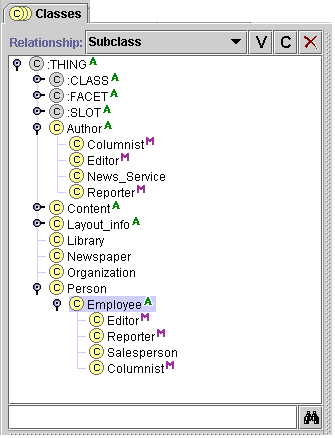 Classes
Relationship: Subclass V C
C :THING A
C :CLASS A
C :FACET A
C :SLOT A
C Author A
C Columnist M
C Editor M
C News_Service
C Reporter M
C Content A
C Layout_info A
C Library
C Newspaper
C Organization
C Person
C Employee A
C Editor M
C Reporter M
C Salesperson
C Columnist M